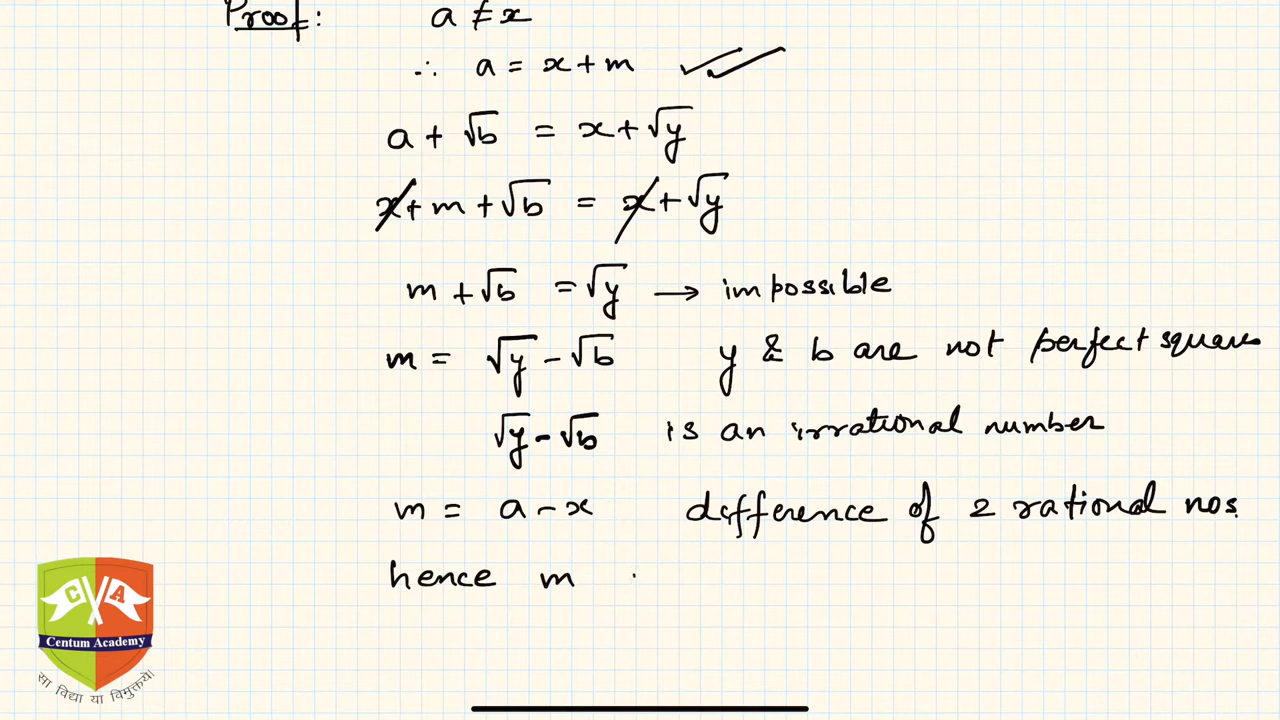 Proof: a ≠ x
∴ a = x + m
a + √b = x + √y
x + m + √b = x + √y
m + √b = √y → impossible
m = √y - √b y & b are not perfect squares
√y - √b is an irrational number
m = a - x difference of 2 rational nos.
hence m
C A
Centum Academy
सा विद्या या विमुक्तये।